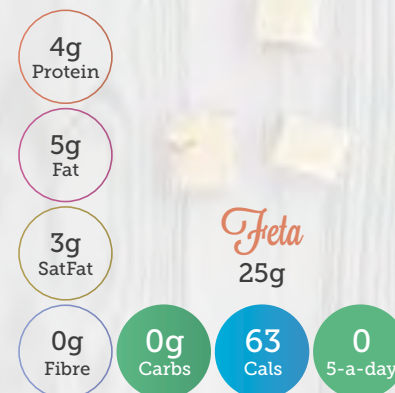 4g
Protein
5g
Fat
3g
SatFat
Feta
25g
0g
Fibre
0g
Carbs
63
Cals
0
5-a-day